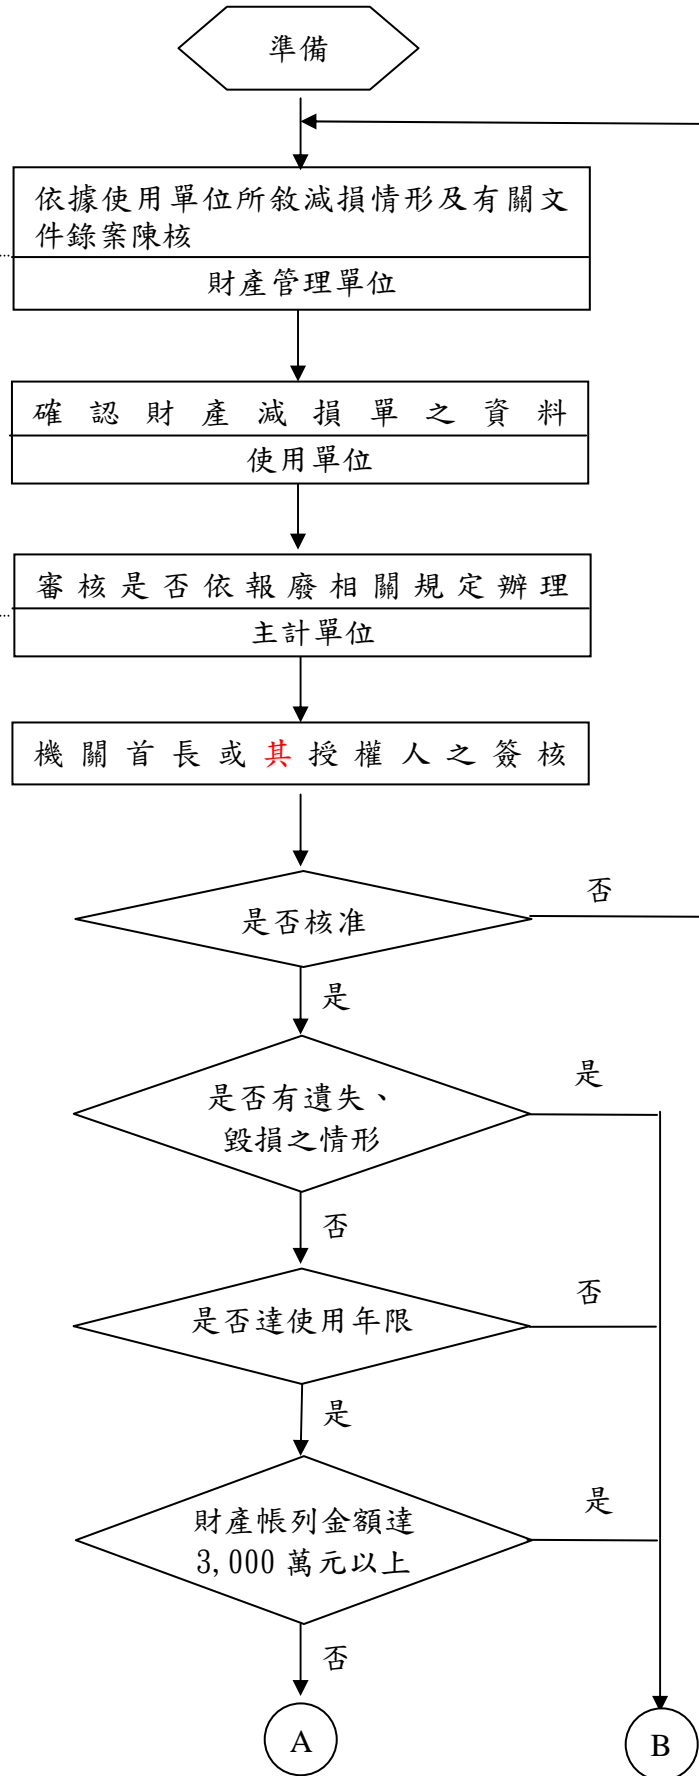 準備
依據使用單位所敘減損情形及有關文
件錄案陳核
財產管理單位
確認財產減損單之資料
使用單位
審核是否依報廢相關規定辦理
主計單位
機關首長或其授權人之簽核
是否核准
否
是
是否有遺失、
毀損之情形
是
否
是否達使用年限
否
是
財產帳列金額達
3,000 萬元以上
是
否
A
B